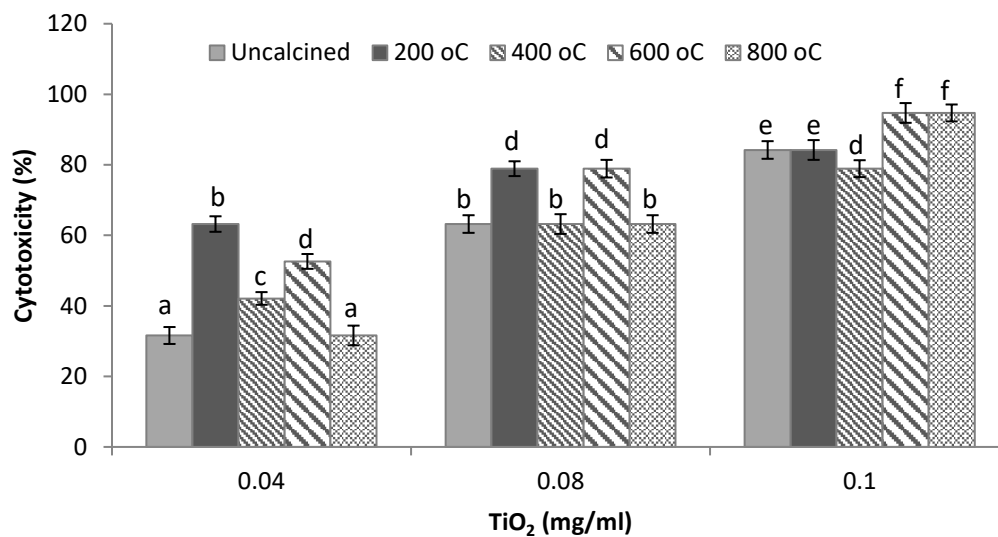 120
Uncalcined 200 oC 400 oC 600 oC 800 oC
100
80
60
40
20
0
Cytotoxicity (%)
a b c d a
b d b d b
e e d f f
0.04 0.08 0.1
TiO₂ (mg/ml)